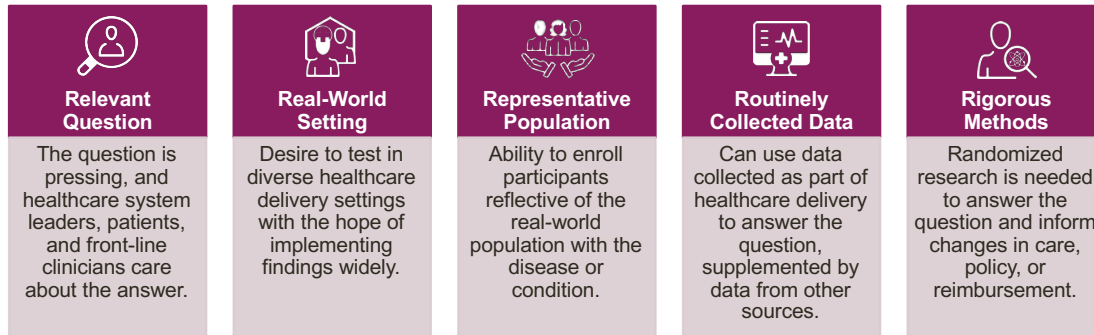 Relevant
Question
The question is
pressing, and
healthcare system
leaders, patients,
and front-line
clinicians care
about the answer.
Real-World
Setting
Desire to test in
diverse healthcare
delivery settings
with the hope of
implementing
findings widely.
Representative
Population
Ability to enroll
participants
reflective of the
real-world
population with the
disease or
condition.
Routinely
Collected Data
Can use data
collected as part of
healthcare delivery
to answer the
question,
supplemented by
data from other
sources.
Rigorous
Methods
Randomized
research is needed
to answer the
question and inform
changes in care,
policy, or
reimbursement.